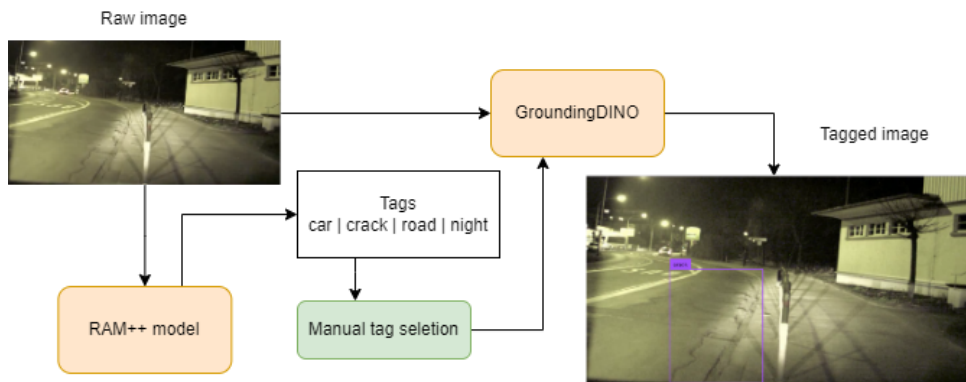 Raw image
GroundingDINO
Tagged image
Tags
car | crack | road | night
RAM++ model
Manual tag seletion